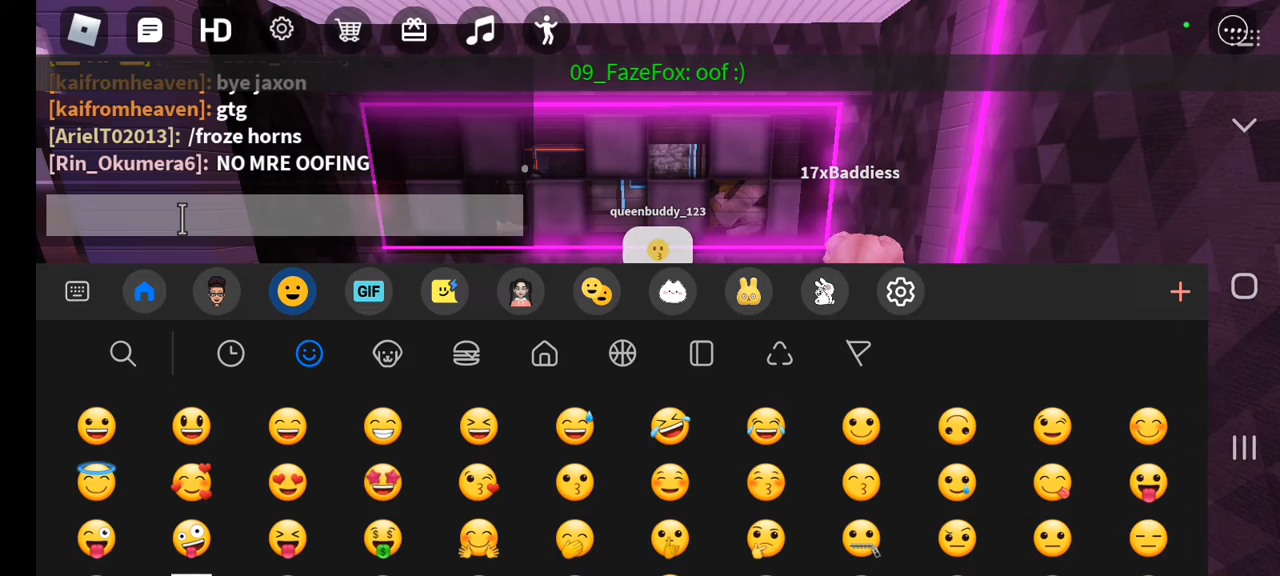 HD
09_FazeFox: oof :)
[kaifromheaven]: bye jaxon
[kaifromheaven]: gtg
[ArielT02013]: /froze horns
[Rin_Okumera6]: NO MRE OOFING
17xBaddiess
queenbuddy_123
GIF